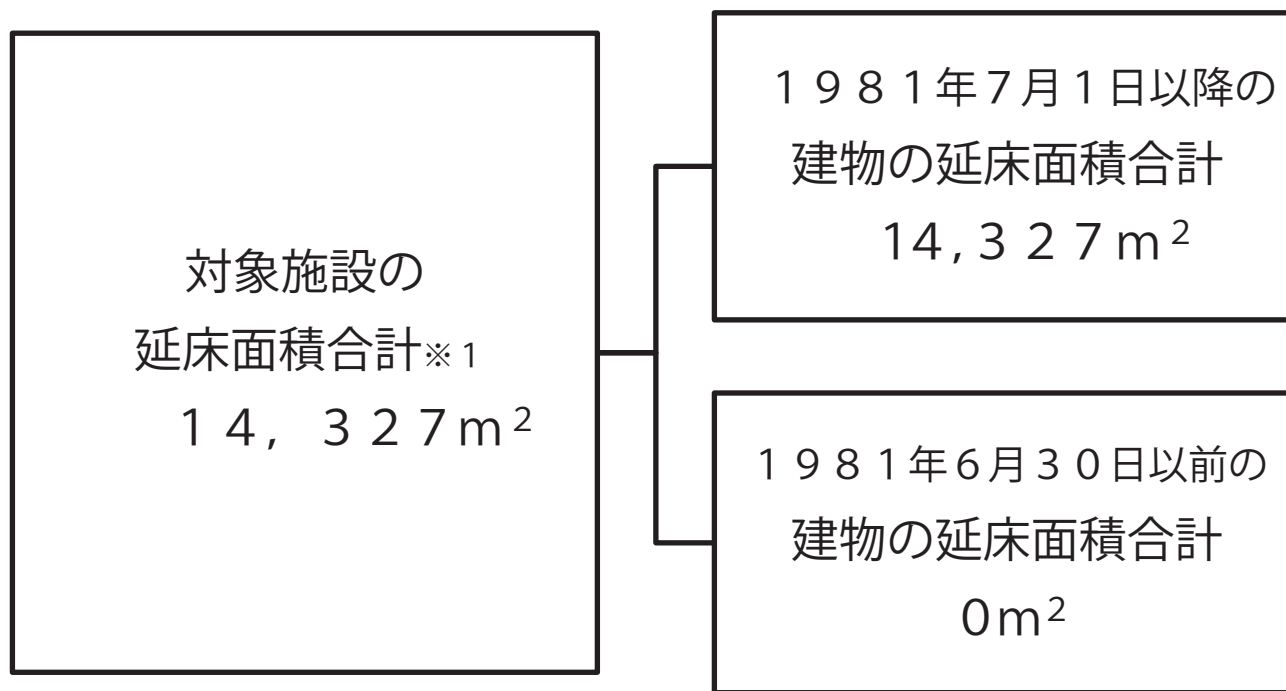 対象施設の
延床面積合計※1
１４，３２７m²
１９８１年７月１日以降の
建物の延床面積合計
14,３２７m²
１９８１年６月３０日以前の
建物の延床面積合計
0m²